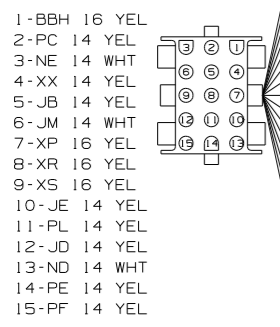 1-BBH 16 YEL
2-PC 14 YEL
3-NE 14 WHT
4-XX 14 YEL
5-JB 14 YEL
6-JM 14 WHT
7-XP 16 YEL
8-XR 16 YEL
9-XS 16 YEL
10-JE 14 YEL
11-PL 14 YEL
12-JD 14 YEL
13-ND 14 WHT
14-PE 14 YEL
15-PF 14 YEL
3 2 1
6 5 4
9 8 7
12 11 10
15 14 13